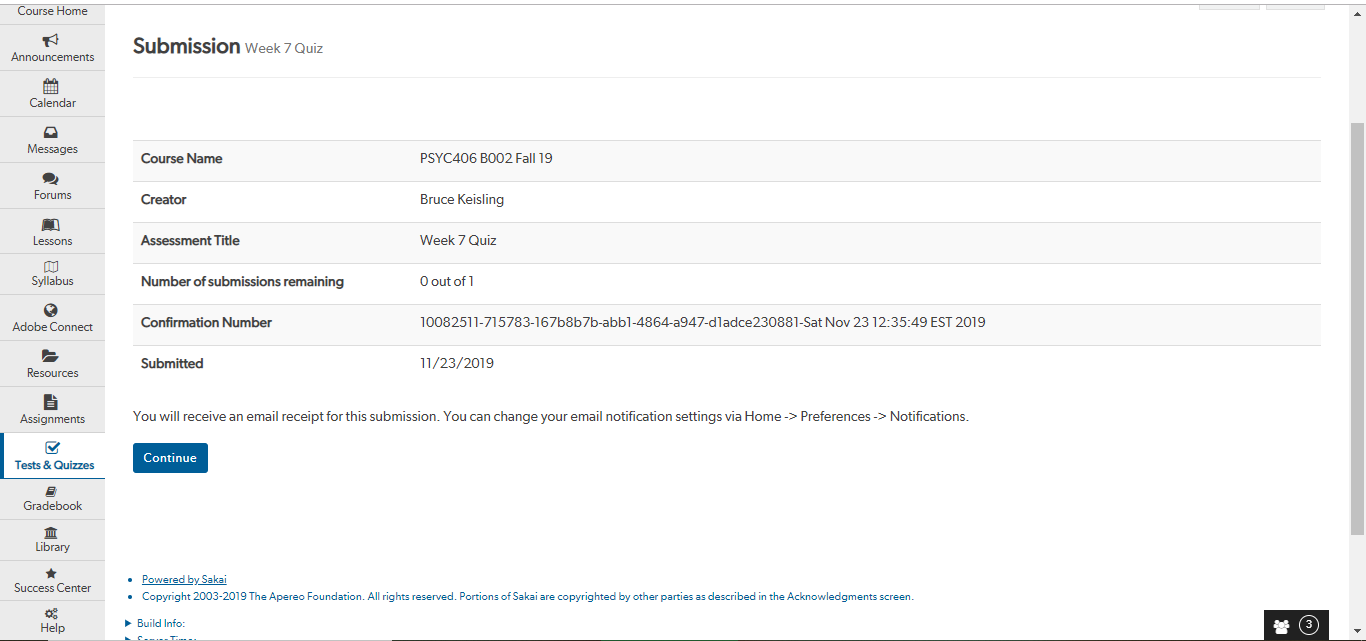 Course Home
Announcements
Calendar
Messages
Forums
Lessons
Syllabus
Adobe Connect
Resources
Assignments
Tests & Quizzes
Gradebook
Library
Success Center
Help
Submission Week 7 Quiz
Course Name PSYC406 B002 Fall 19
Creator Bruce Keisling
Assessment Title Week 7 Quiz
Number of submissions remaining 0 out of 1
Confirmation Number 10082511-715783-167b8b7b-abb1-4864-a947-d1adce230881-Sat Nov 23 12:35:49 EST 2019
Submitted 11/23/2019
You will receive an email receipt for this submission. You can change your email notification settings via Home -> Preferences -> Notifications.
Continue
Powered by Sakai
Copyright 2003-2019 The Apereo Foundation. All rights reserved. Portions of Sakai are copyrighted by other parties as described in the Acknowledgments screen.
Build Info:
Server Time:
3